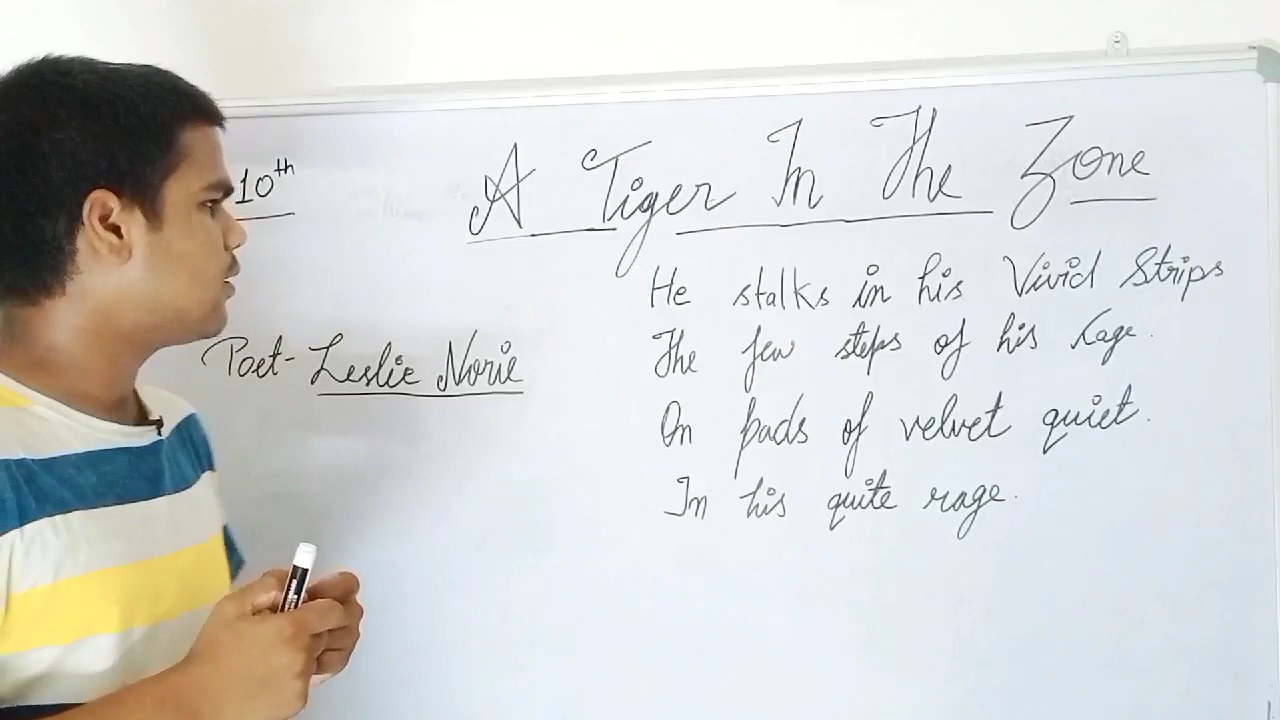 10th
A Tiger In The Zone
Poet- Leslie Norie
He stalks in his Vivid Strips
The few steps of his Cage.
On pads of velvet quiet.
In his quite rage.